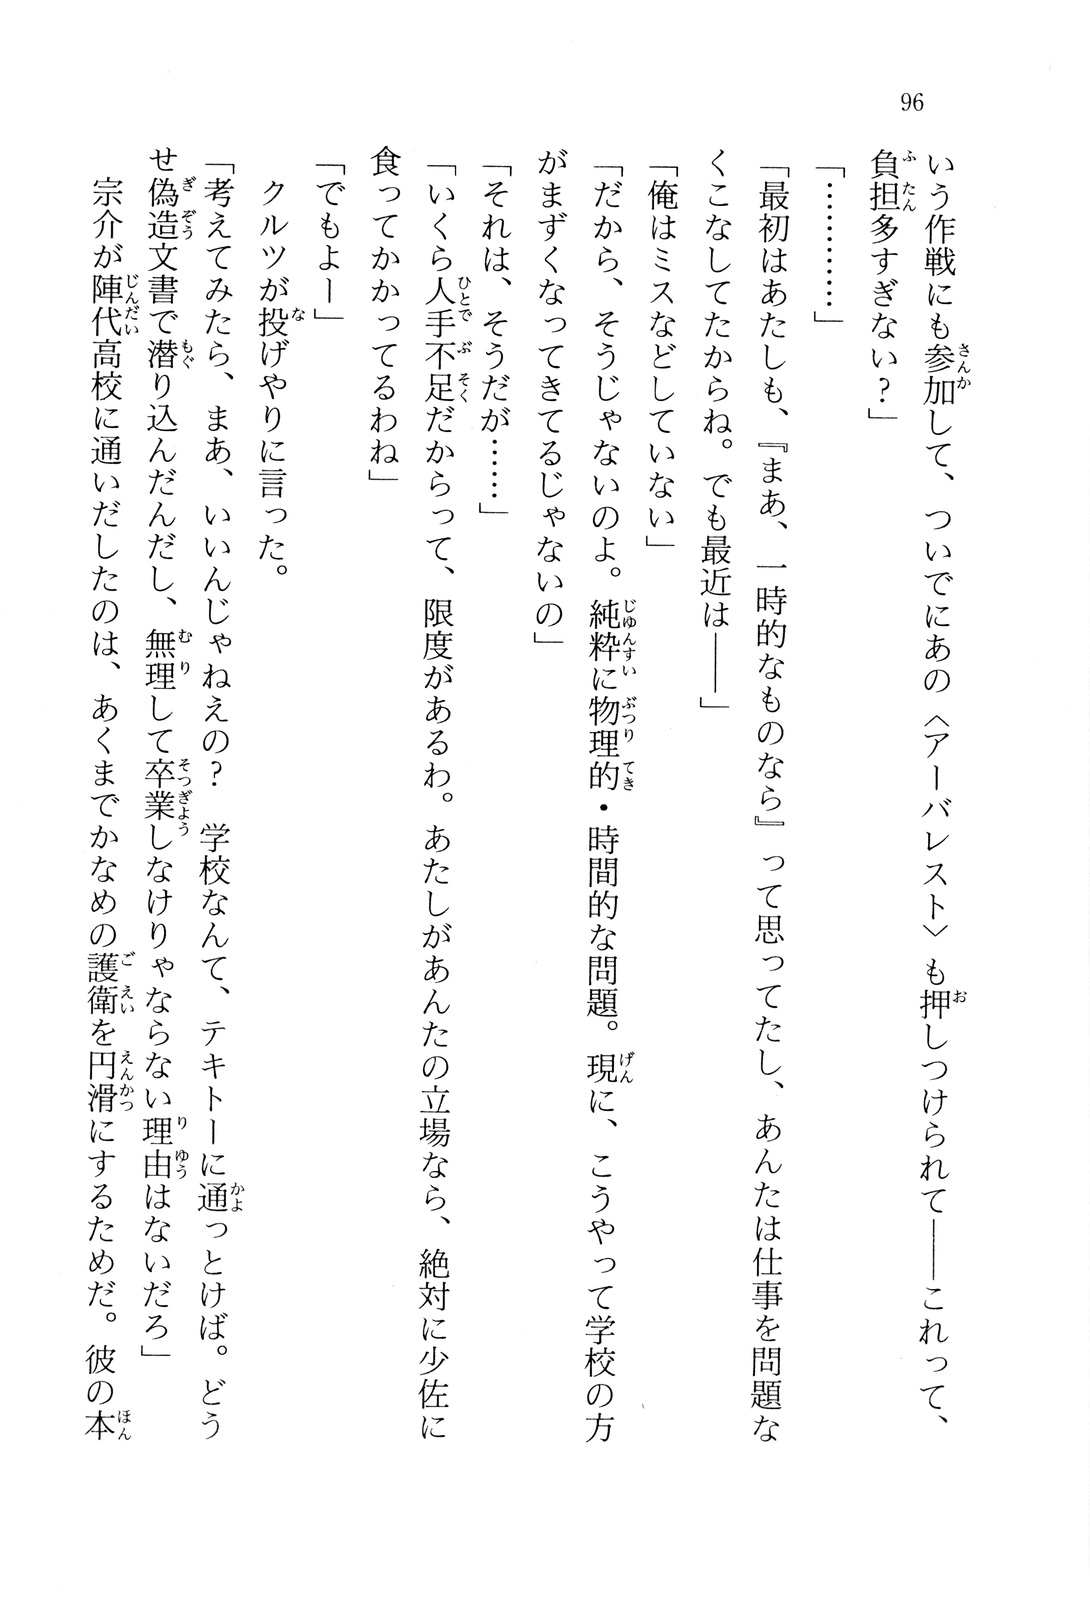 96
いう作戦にも参加して、ついでにあの〈アーバレスト〉も押しつけられて――これって、
負担多すぎない？」
「…………」
「最初はあたしも、『まあ、一時的なものなら』って思ってたし、あんたは仕事を問題な
くこなしてたからね。でも最近は――」
「俺はミスなどしていない」
「だから、そうじゃないのよ。純粋に物理的・時間的な問題。現に、こうやって学校の方
がまずくなってきてるじゃないの」
「それは、そうだが……」
「いくら人手不足だからって、限度があるわ。あたしがあんたの立場なら、絶対に少佐に
食ってかかってるわね」
「でもよー」
　クルツが投げやりに言った。
「考えてみたら、まあ、いいんじゃねえの？　学校なんて、テキトーに通っとけば。どう
せ偽造文書で潜り込んだんだし、無理して卒業しなけりゃならない理由はないだろ」
　宗介が陣代高校に通いだしたのは、あくまでかなめの護衛を円滑にするためだ。彼の本